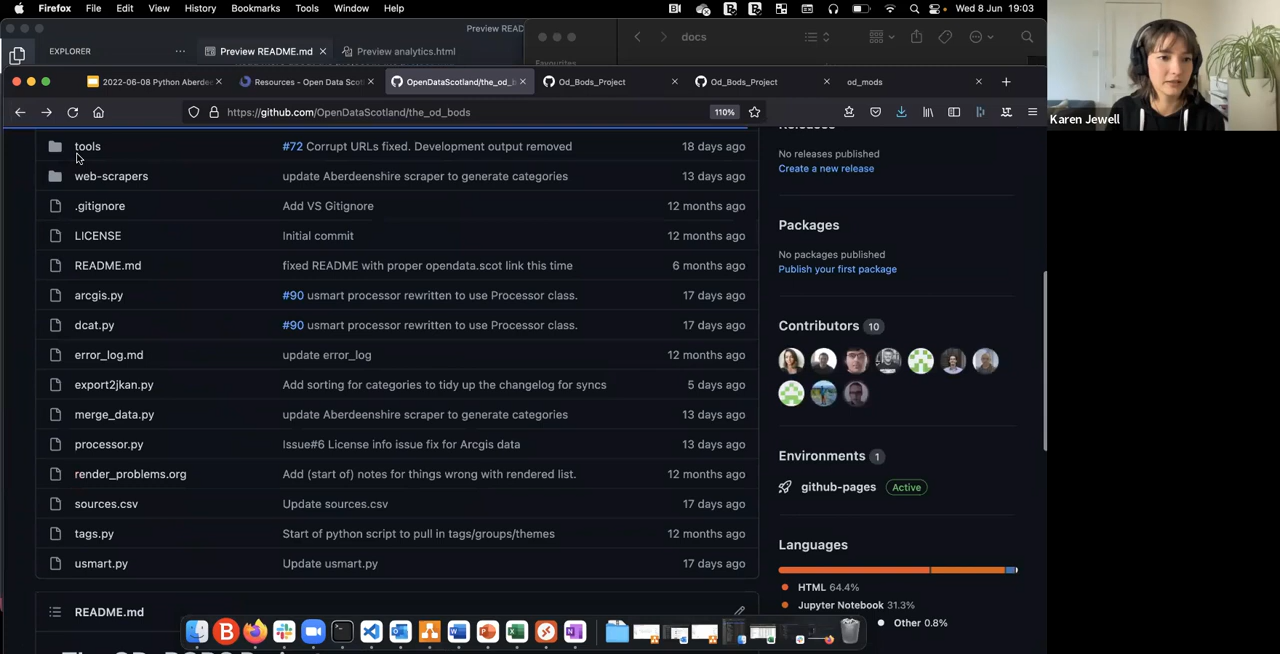 Firefox File Edit View History Bookmarks Tools Window Help Wed 8 Jun 19:03
EXPLORER ··· Preview README.md Preview analytics.html Preview READ docs
Favourites
2022-06-08 Python Aberde Resources - Open Data Sco OpenDataScotland/the_od_b Od_Bods_Project Od_Bods_Project od_mods
https://github.com/OpenDataScotland/the_od_bods 110%
Karen Jewell
tools #72 Corrupt URLs fixed. Development output removed 18 days ago
web-scrapers update Aberdeenshire scraper to generate categories 13 days ago
.gitignore Add VS Gitignore 12 months ago
LICENSE Initial commit 12 months ago
README.md fixed README with proper opendata.scot link this time 6 months ago
arcgis.py #90 usmart processor rewritten to use Processor class. 17 days ago
dcat.py #90 usmart processor rewritten to use Processor class. 17 days ago
error_log.md update error_log 12 months ago
export2jkan.py Add sorting for categories to tidy up the changelog for syncs 5 days ago
merge_data.py update Aberdeenshire scraper to generate categories 13 days ago
processor.py Issue#6 License info issue fix for Arcgis data 13 days ago
render_problems.org Add (start of) notes for things wrong with rendered list. 12 months ago
sources.csv Update sources.csv 17 days ago
tags.py Start of python script to pull in tags/groups/themes 12 months ago
usmart.py Update usmart.py 17 days ago
README.md
Releases
No releases published
Create a new release
Packages
No packages published
Publish your first package
Contributors 10
Environments 1
github-pages Active
Languages
HTML 64.4%
Jupyter Notebook 31.3%
Other 0.8%